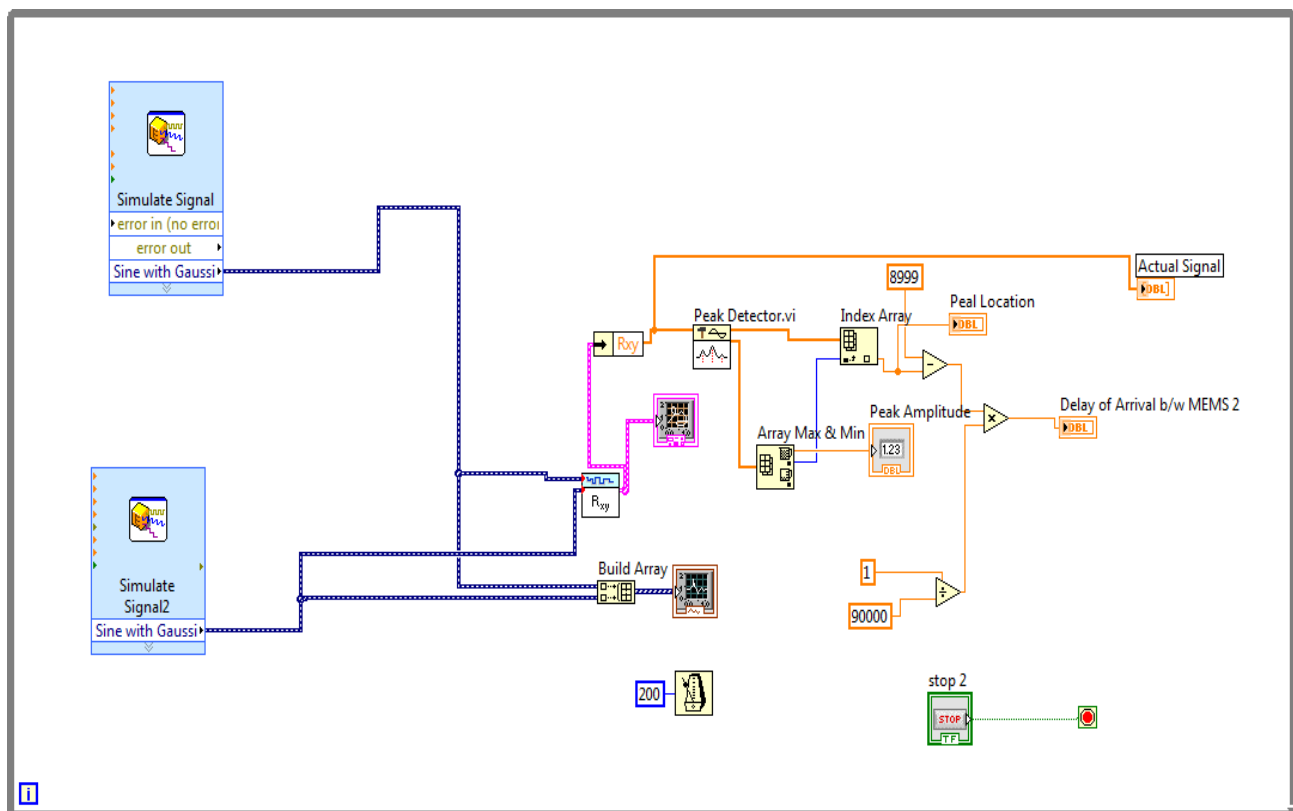 Simulate Signal
error in (no error
error out
Sine with Gaussi
Actual Signal
DBL]
8999
Peal Location
DBL
Peak Detector.vi
Index Array
Rxy
Delay of Arrival b/w MEMS 2
DBL
Peak Amplitude
1.23
DBL
Array Max & Min
Rxy
Simulate
Signal2
Sine with Gaussi
Build Array
1
90000
200
stop 2
STOP
TF
i